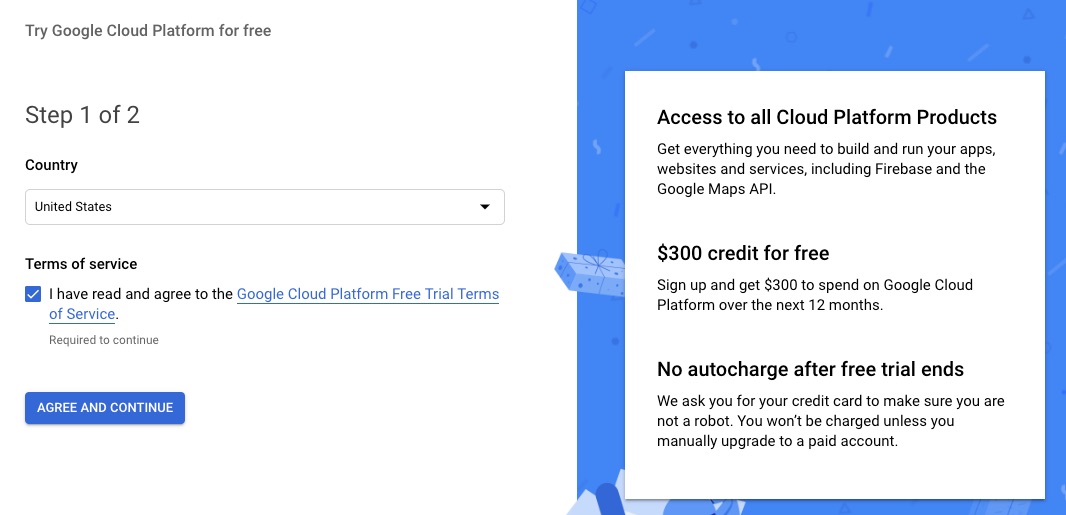 Try Google Cloud Platform for free
Step 1 of 2
Country
United States
Terms of service
I have read and agree to the Google Cloud Platform Free Trial Terms
of Service.
Required to continue
AGREE AND CONTINUE
Access to all Cloud Platform Products
Get everything you need to build and run your apps,
websites and services, including Firebase and the
Google Maps API.
$300 credit for free
Sign up and get $300 to spend on Google Cloud
Platform over the next 12 months.
No autocharge after free trial ends
We ask you for your credit card to make sure you are
not a robot. You won’t be charged unless you
manually upgrade to a paid account.